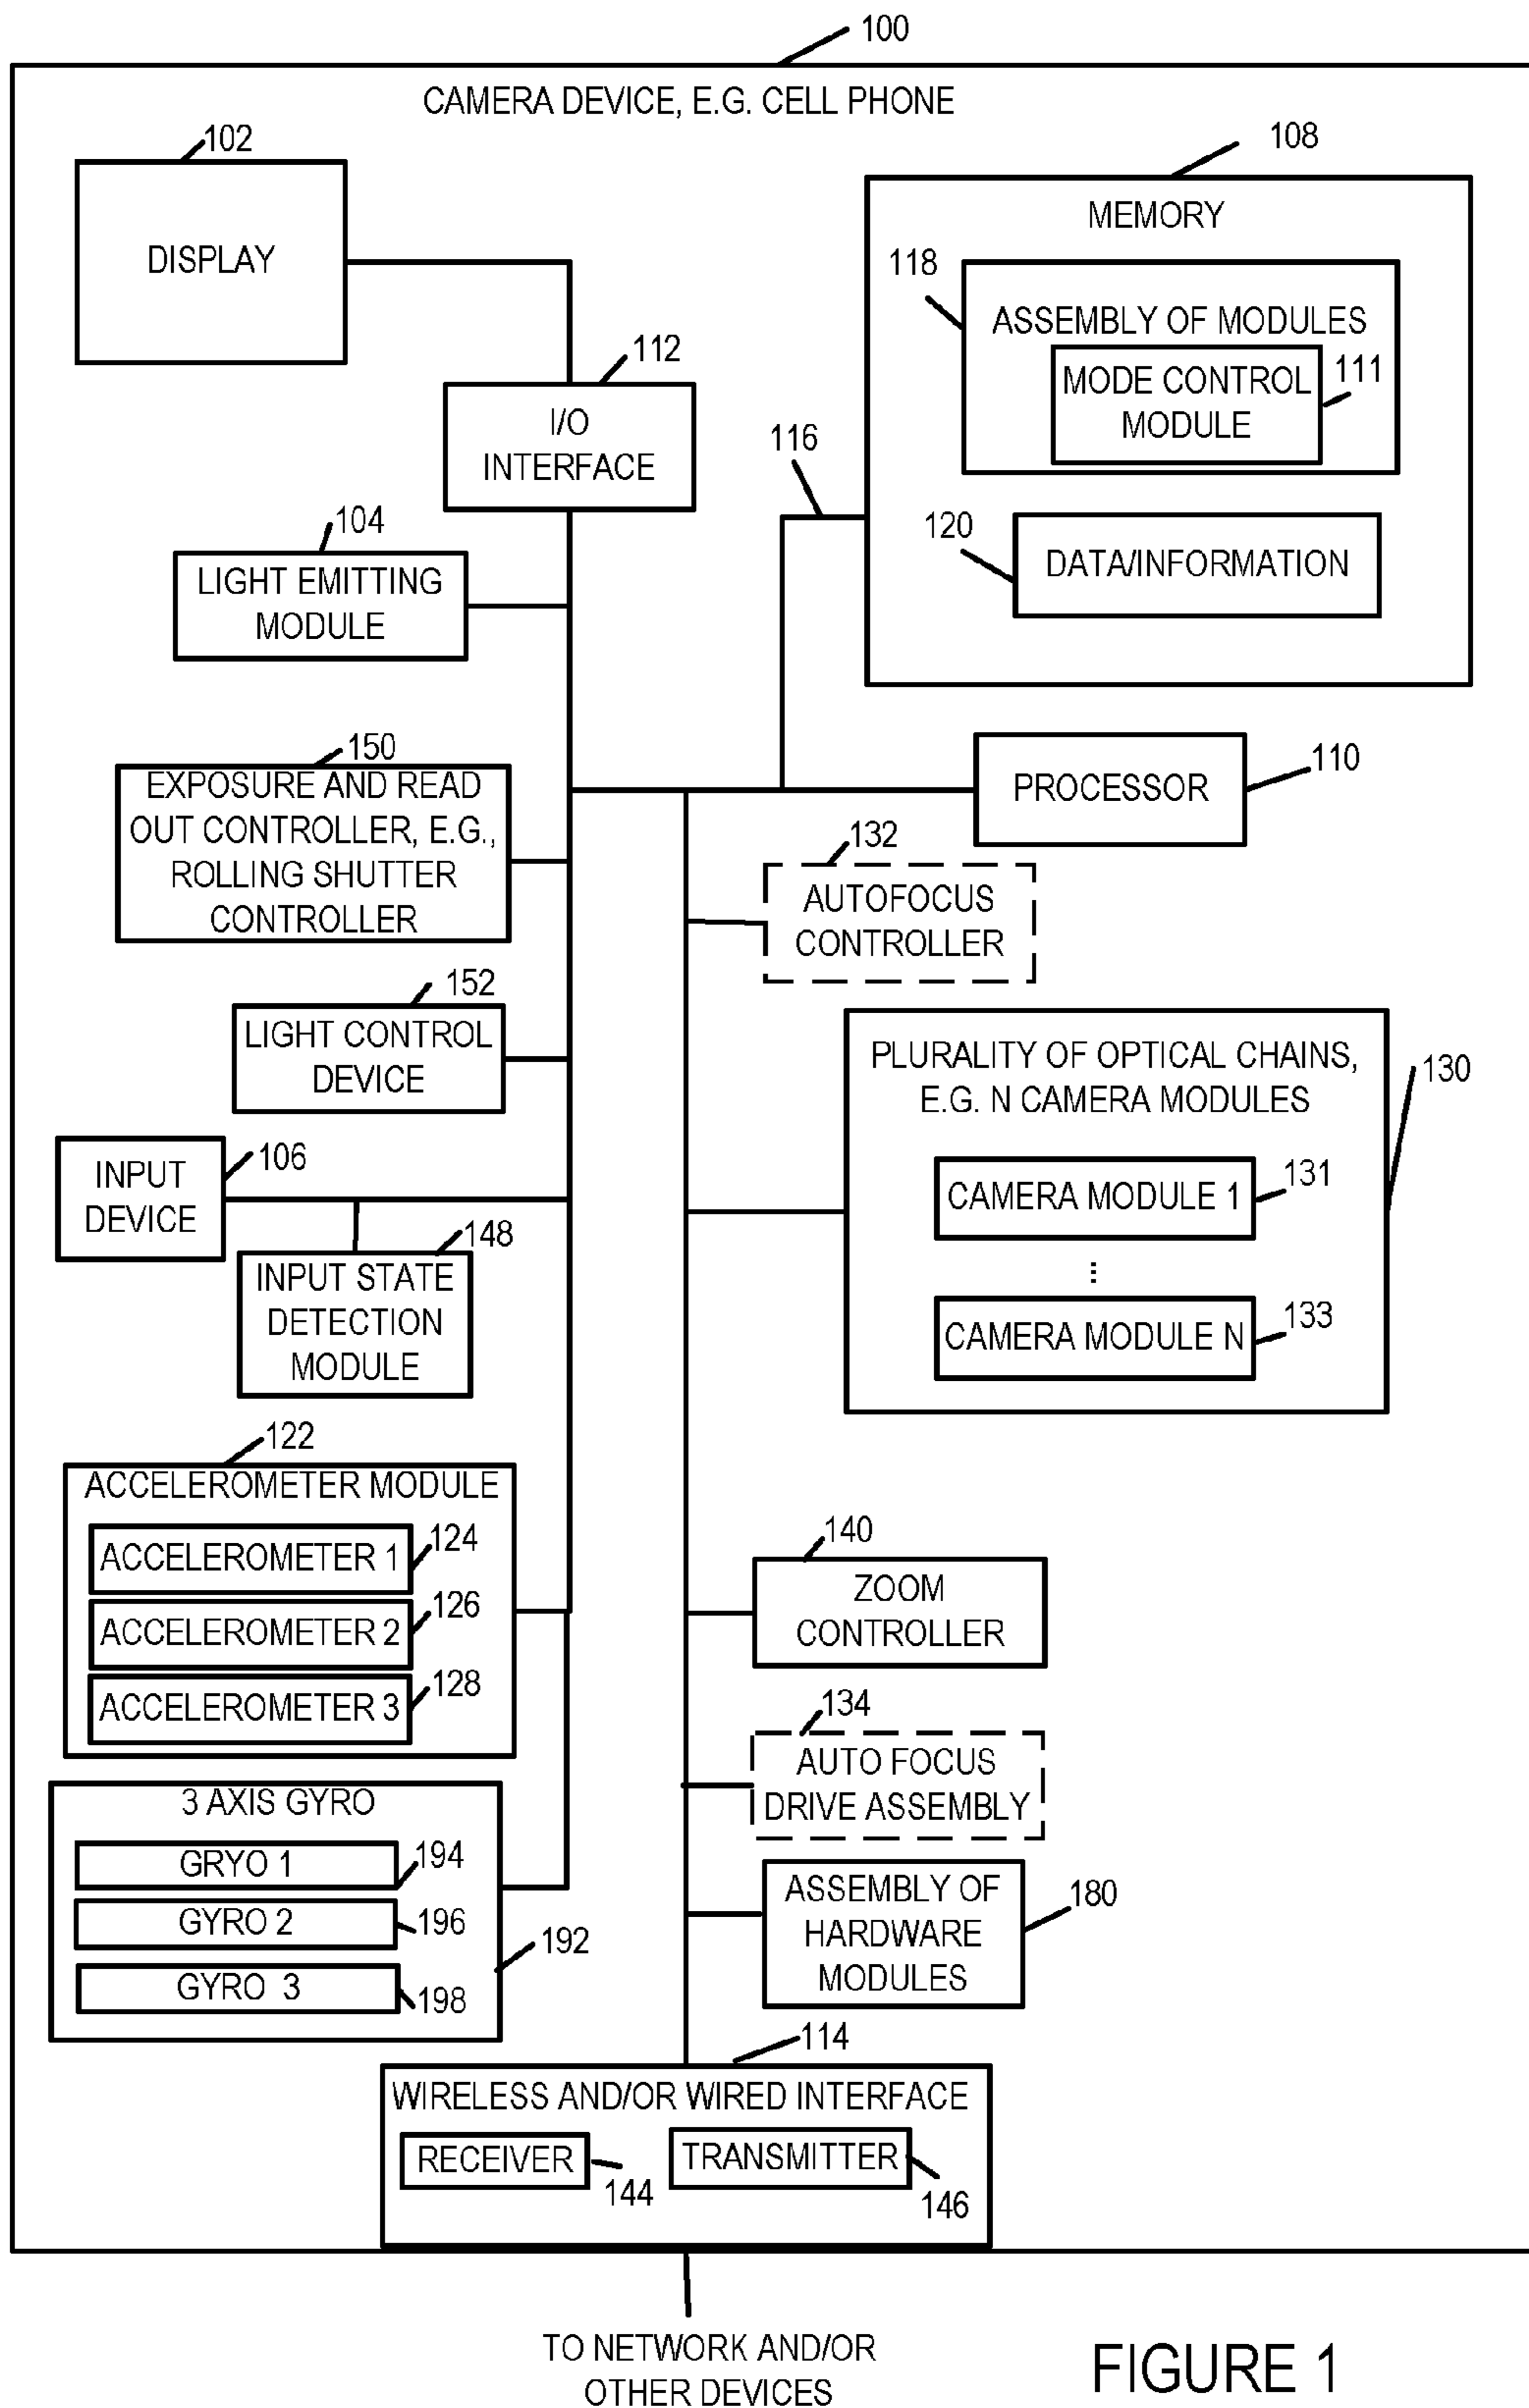 100
CAMERA DEVICE, E.G. CELL PHONE
102
DISPLAY
108
MEMORY
118
ASSEMBLY OF MODULES
MODE CONTROL
MODULE
111
112
I/O
INTERFACE
116
120
DATA/INFORMATION
104
LIGHT EMITTING
MODULE
150
EXPOSURE AND READ
OUT CONTROLLER, E.G.,
ROLLING SHUTTER
CONTROLLER
PROCESSOR
110
132
AUTOFOCUS
CONTROLLER
152
LIGHT CONTROL
DEVICE
PLURALITY OF OPTICAL CHAINS,
E.G. N CAMERA MODULES
130
CAMERA MODULE 1
131
...
CAMERA MODULE N
133
INPUT
DEVICE
106
148
INPUT STATE
DETECTION
MODULE
122
ACCELEROMETER MODULE
ACCELEROMETER 1
124
ACCELEROMETER 2
126
ACCELEROMETER 3
128
140
ZOOM
CONTROLLER
134
AUTO FOCUS
DRIVE ASSEMBLY
3 AXIS GYRO
GRYO 1
194
GYRO 2
196
GYRO 3
198
192
ASSEMBLY OF
HARDWARE
MODULES
180
114
WIRELESS AND/OR WIRED INTERFACE
RECEIVER
144
TRANSMITTER
146
TO NETWORK AND/OR
OTHER DEVICES
FIGURE 1